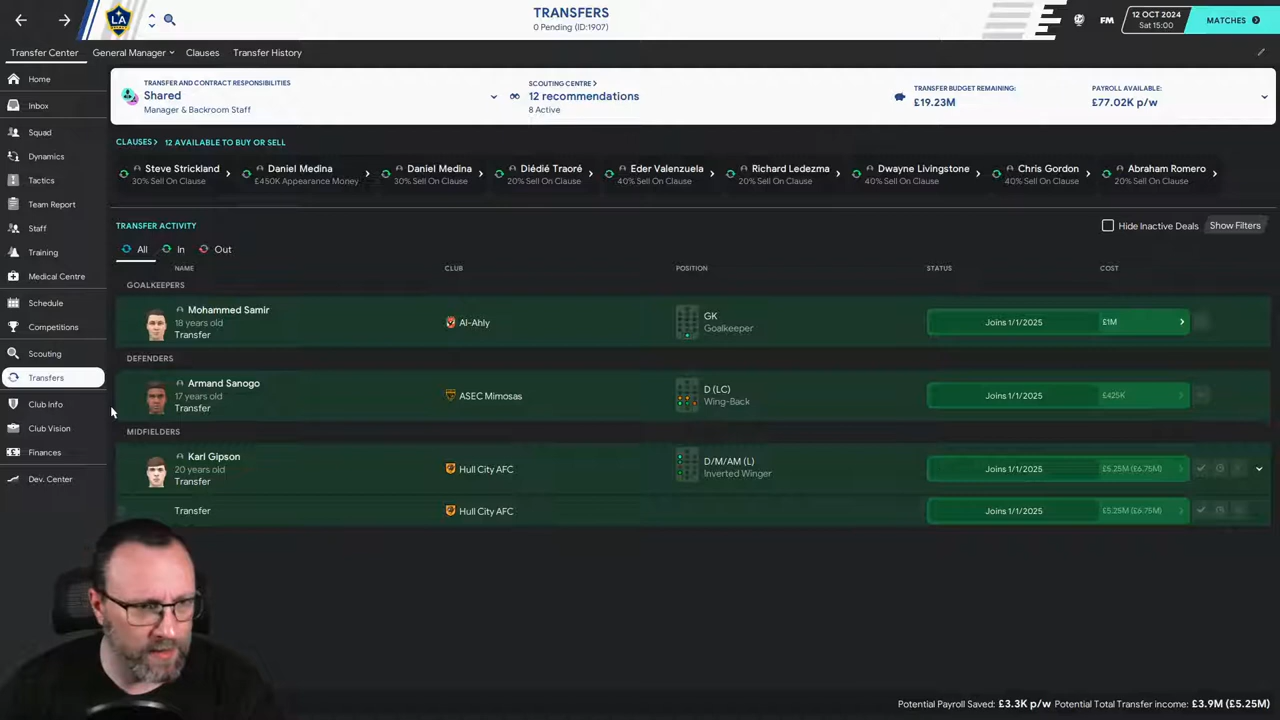 LA
TRANSFERS
0 Pending (ID:1907)
FM
12 OCT 2024
Sat 15:00
MATCHES
Transfer Center
General Manager
Clauses
Transfer History
Home
Inbox
Squad
Dynamics
Tactics
Team Report
Staff
Training
Medical Centre
Schedule
Competitions
Scouting
Transfers
Club Info
Club Vision
Finances
Dev. Center
TRANSFER AND CONTRACT RESPONSIBILITIES
Shared
Manager & Backroom Staff
SCOUTING CENTRE >
12 recommendations
8 Active
TRANSFER BUDGET REMAINING:
£19.23M
PAYROLL AVAILABLE:
£77.02K p/w
CLAUSES > 12 AVAILABLE TO BUY OR SELL
Steve Strickland
30% Sell On Clause
Daniel Medina
£450K Appearance Money
Daniel Medina
30% Sell On Clause
Diédié Traoré
20% Sell On Clause
Eder Valenzuela
40% Sell On Clause
Richard Ledezma
20% Sell On Clause
Dwayne Livingstone
40% Sell On Clause
Chris Gordon
40% Sell On Clause
Abraham Romero
20% Sell On Clause
TRANSFER ACTIVITY
Hide Inactive Deals
Show Filters
All
In
Out
NAME
CLUB
POSITION
STATUS
COST
GOALKEEPERS
Mohammed Samir
18 years old
Transfer
Al-Ahly
GK
Goalkeeper
Joins 1/1/2025
£1M
DEFENDERS
Armand Sanogo
17 years old
Transfer
ASEC Mimosas
D (LC)
Wing-Back
Joins 1/1/2025
£425K
MIDFIELDERS
Karl Gipson
20 years old
Transfer
Hull City AFC
D/M/AM (L)
Inverted Winger
Joins 1/1/2025
£5.25M (£6.75M)
Transfer
Hull City AFC
Joins 1/1/2025
£5.25M (£6.75M)
Potential Payroll Saved: £3.3K p/w Potential Total Transfer income: £3.9M (£5.25M)